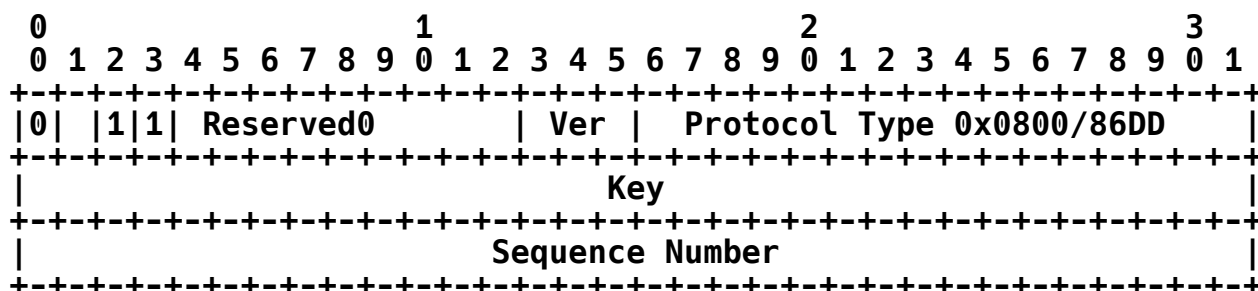 0                   1                   2                   3
 0 1 2 3 4 5 6 7 8 9 0 1 2 3 4 5 6 7 8 9 0 1 2 3 4 5 6 7 8 9 0 1
+-+-+-+-+-+-+-+-+-+-+-+-+-+-+-+-+-+-+-+-+-+-+-+-+-+-+-+-+-+-+-+-+
|0| |1|1| Reserved0       | Ver |  Protocol Type 0x0800/86DD    |
+-+-+-+-+-+-+-+-+-+-+-+-+-+-+-+-+-+-+-+-+-+-+-+-+-+-+-+-+-+-+-+-+
|                              Key                              |
+-+-+-+-+-+-+-+-+-+-+-+-+-+-+-+-+-+-+-+-+-+-+-+-+-+-+-+-+-+-+-+-+
|                        Sequence Number                        |
+-+-+-+-+-+-+-+-+-+-+-+-+-+-+-+-+-+-+-+-+-+-+-+-+-+-+-+-+-+-+-+-+